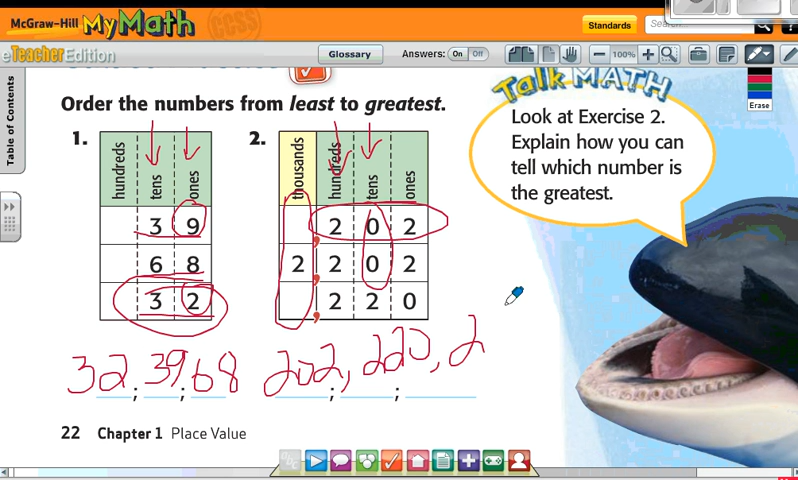 McGraw-Hill My Math CCSS
Standards
Search
eTeacherEdition
Glossary
Answers: On Off
100%
Table of Contents
Talk MATH
Erase
Order the numbers from least to greatest.
1.
hundreds tens ones
3 9
6 8
3 2
32, 39, 68
; ;
2.
thousands hundreds tens ones
, 2 0 2
2 , 2 0 2
, 2 2 0
202, 220, 2
; ;
Look at Exercise 2.
Explain how you can
tell which number is
the greatest.
22 Chapter 1 Place Value